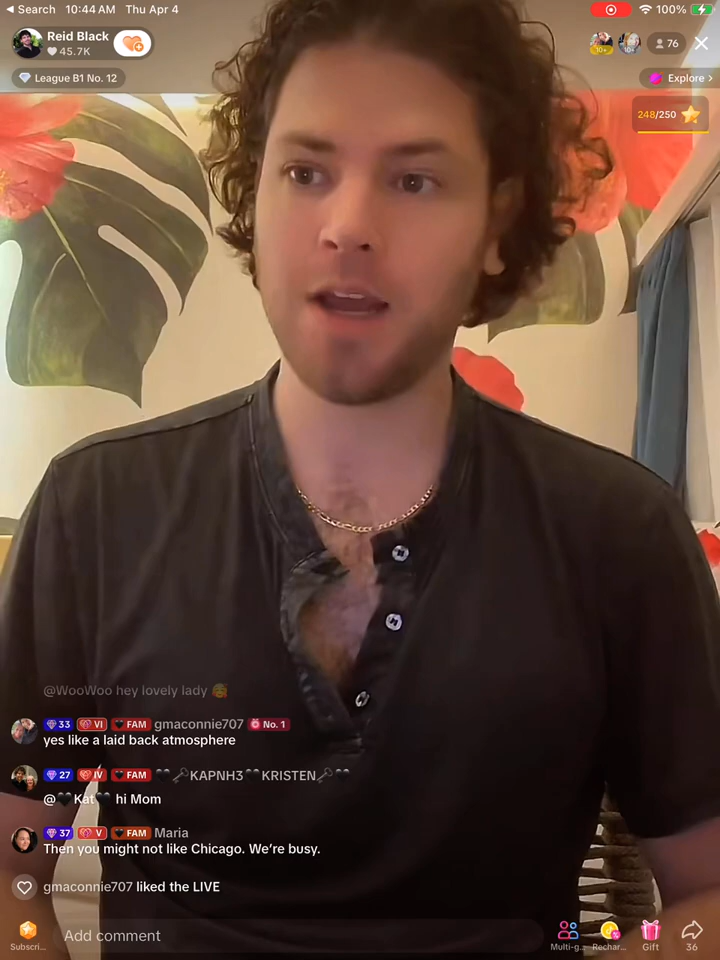 Search 10:44 AM Thu Apr 4 100%
Reid Black
45.7K
10+ 10+ 76
League B1 No. 12
Explore >
248/250
@WooWoo hey lovely lady 🥰
33 VI FAM gmaconnie707 No. 1
yes like a laid back atmosphere
27 IV FAM 🖤🗝️KAPNH3🖤KRISTEN🗝️🖤
@🖤Kat🖤 hi Mom
37 V FAM Maria
Then you might not like Chicago. We're busy.
gmaconnie707 liked the LIVE
Add comment
Subscri... Multi-g... Rechar... Gift 36